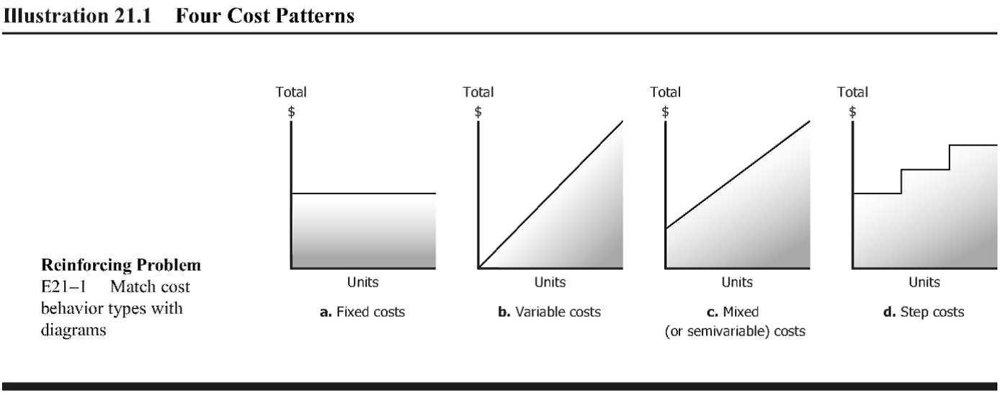 Illustration 21.1 Four Cost Patterns
Total
$
Units
a. Fixed costs
Total
$
Units
b. Variable costs
Total
$
Units
c. Mixed
(or semivariable) costs
Total
$
Units
d. Step costs
Reinforcing Problem
E21–1 Match cost
behavior types with
diagrams